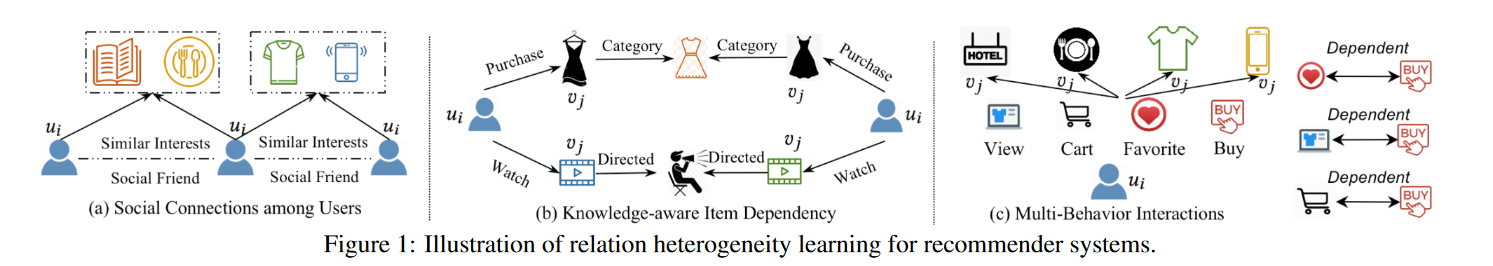 u_i
u_i
u_i
Similar Interests
Similar Interests
Social Friend
Social Friend
(a) Social Connections among Users
Purchase
Category
Category
Purchase
v_j
v_j
u_i
u_i
v_j
v_j
Watch
Directed
Directed
Watch
(b) Knowledge-aware Item Dependency
HOTEL
v_j
v_j
v_j
v_j
BUY
View
Cart
Favorite
Buy
u_i
(c) Multi-Behavior Interactions
Dependent
BUY
Dependent
BUY
Dependent
BUY
Figure 1: Illustration of relation heterogeneity learning for recommender systems.